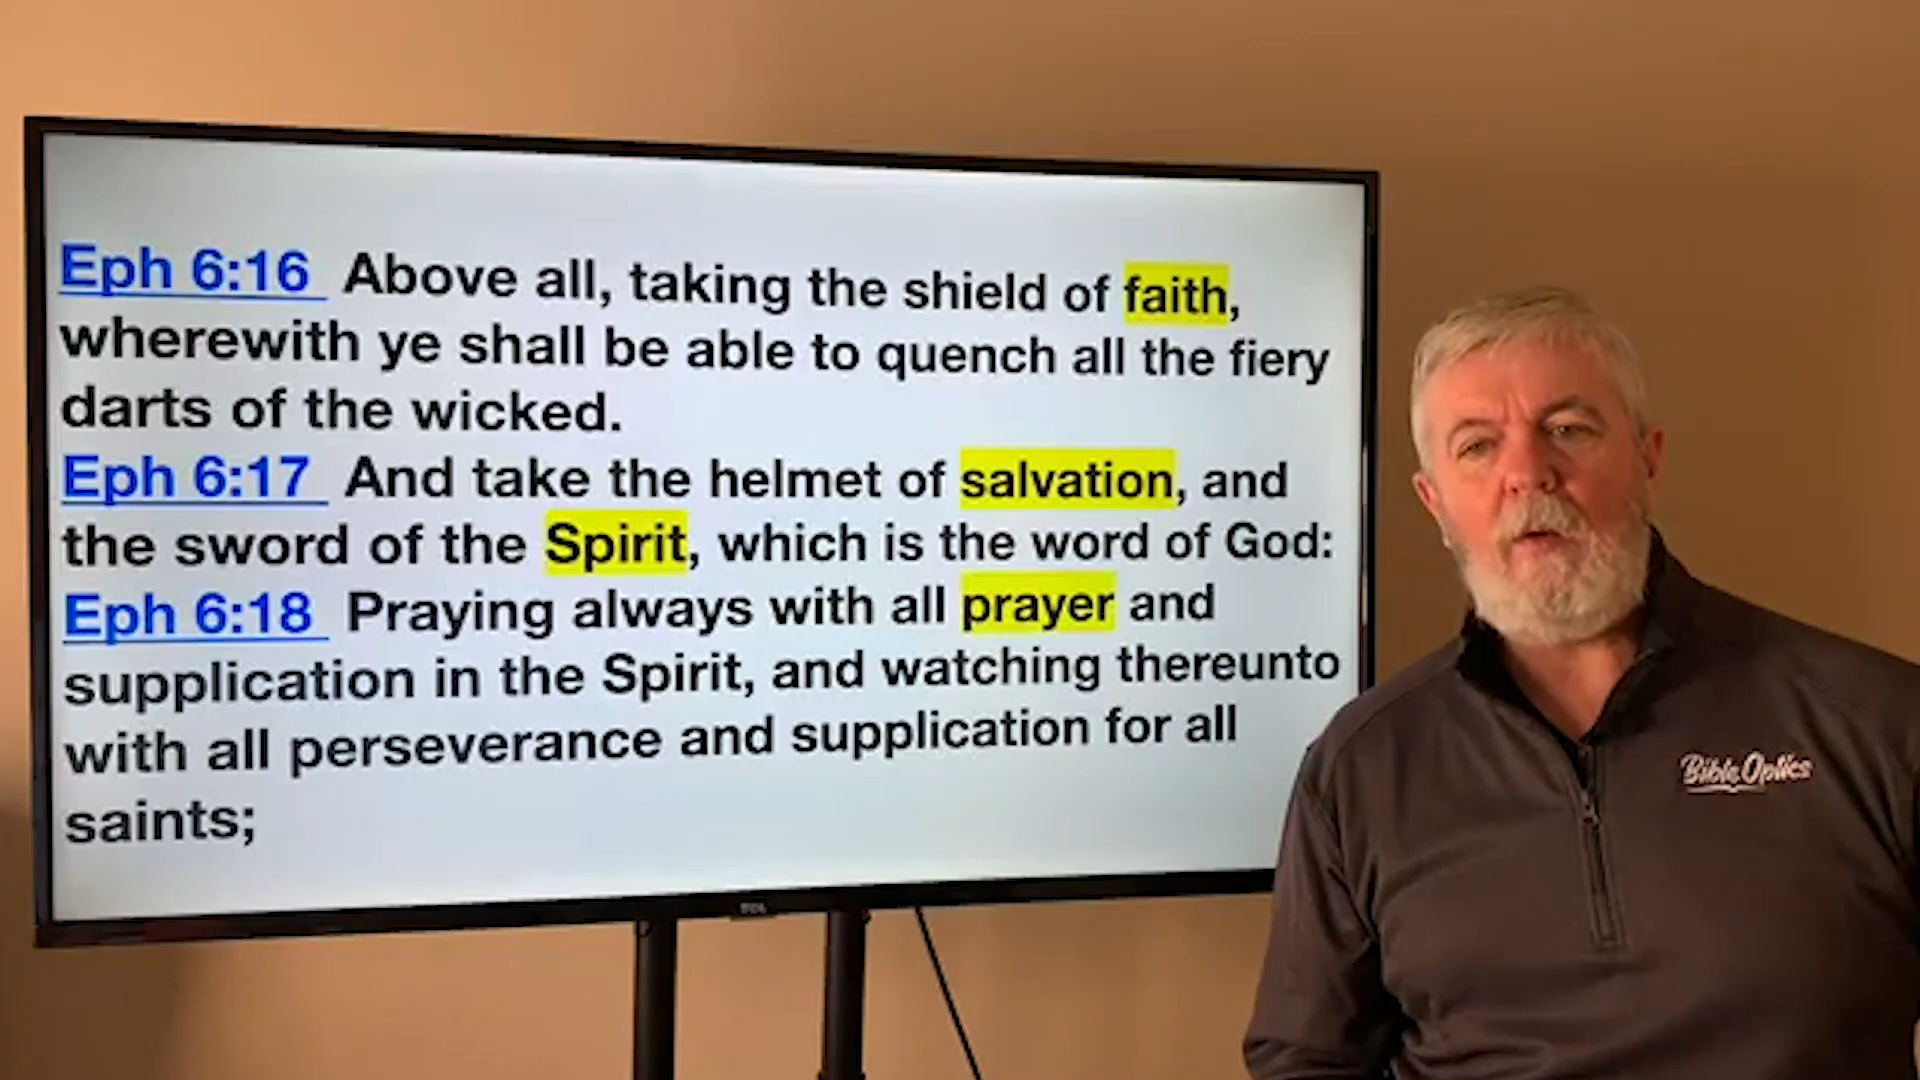 Eph 6:16 Above all, taking the shield of faith,
wherewith ye shall be able to quench all the fiery
darts of the wicked.
Eph 6:17 And take the helmet of salvation, and
the sword of the Spirit, which is the word of God:
Eph 6:18 Praying always with all prayer and
supplication in the Spirit, and watching thereunto
with all perseverance and supplication for all
saints;
Bible Optics
TCL